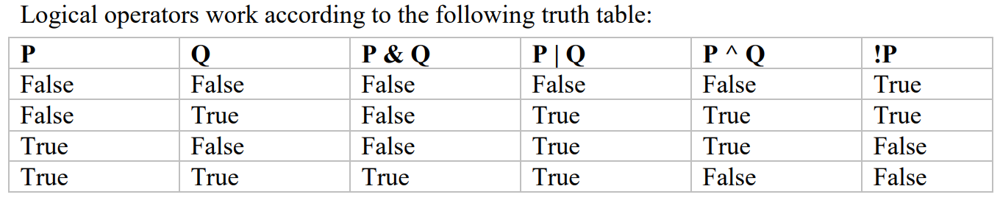 Logical operators work according to the following truth table:
P Q P & Q P | Q P ^ Q !P
False False False False False True
False True False True True True
True False False True True False
True True True True False False